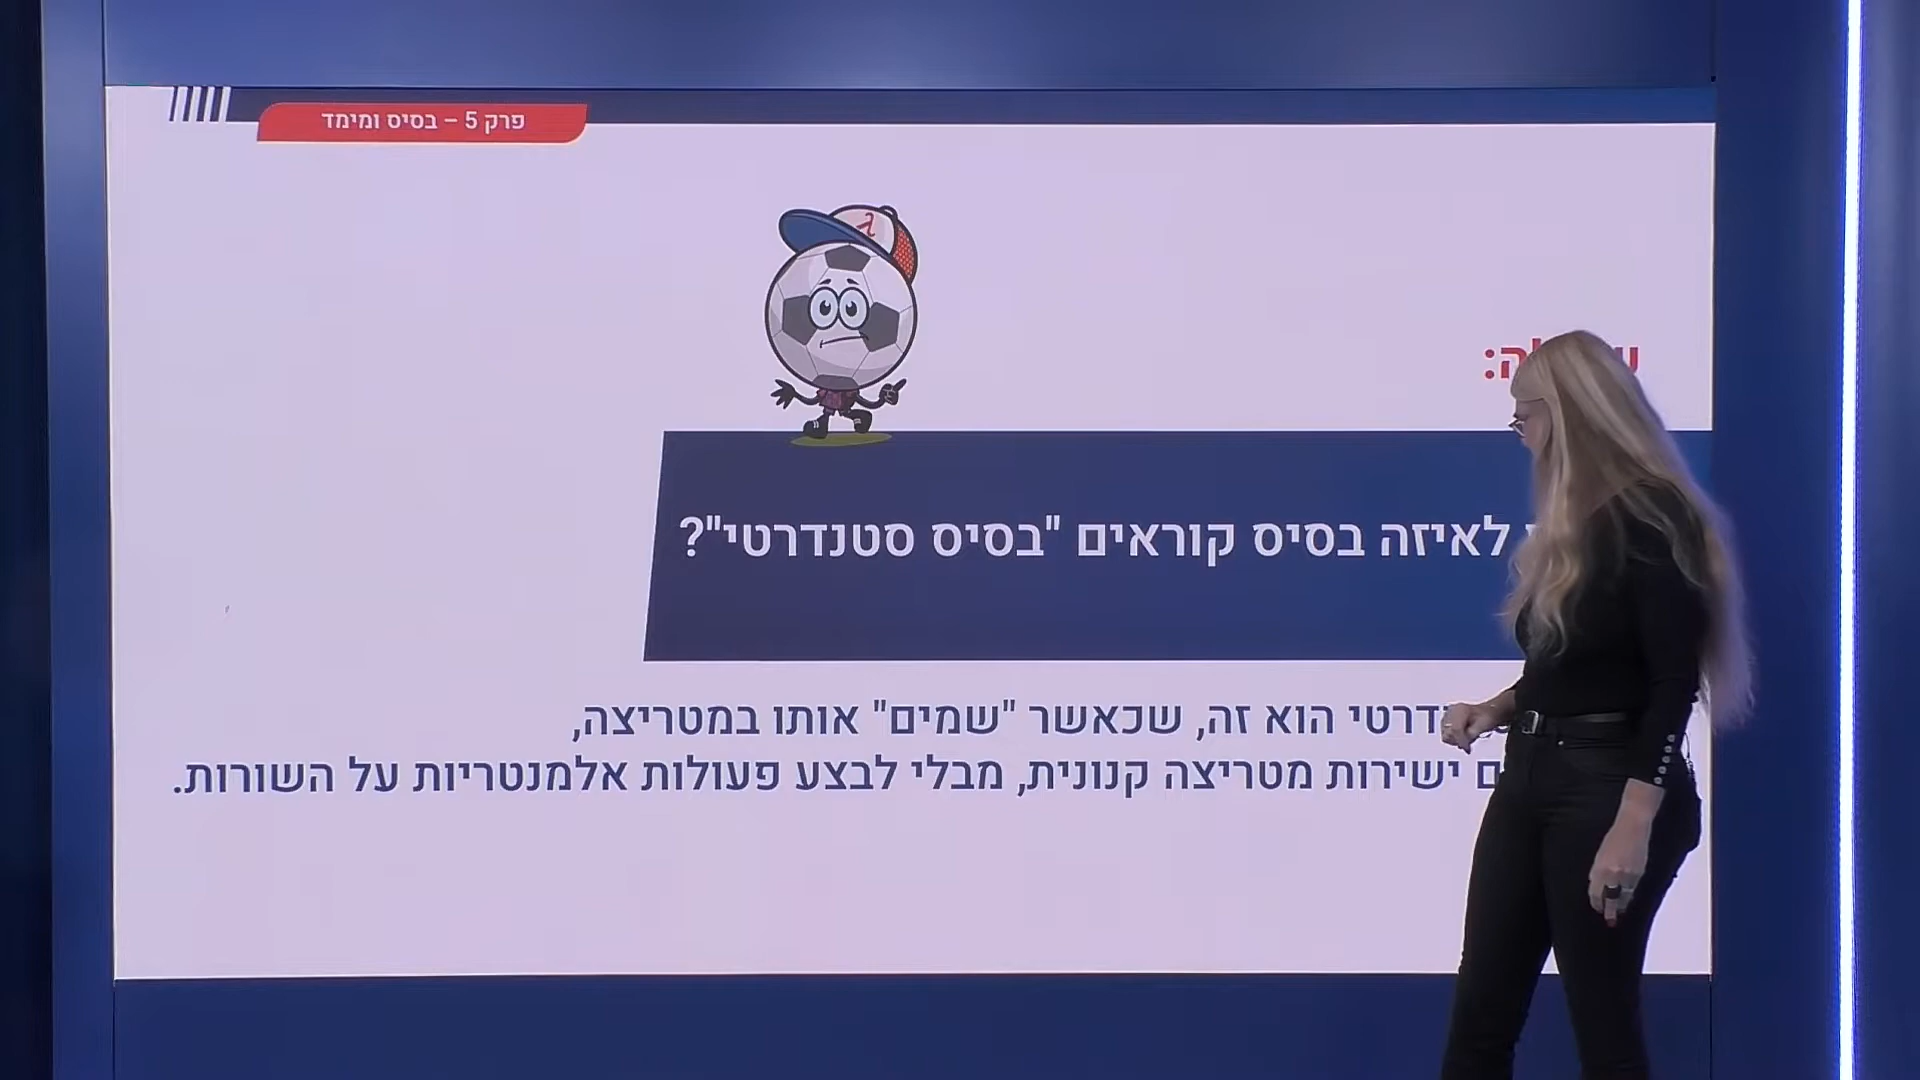 פרק 5 – בסיס ומימד
לאיזה בסיס קוראים "בסיס סטנדרטי"?
הוא זה, שכאשר "שמים" אותו במטריצה,
ישירות מטריצה קנונית, מבלי לבצע פעולות אלמנטריות על השורות.